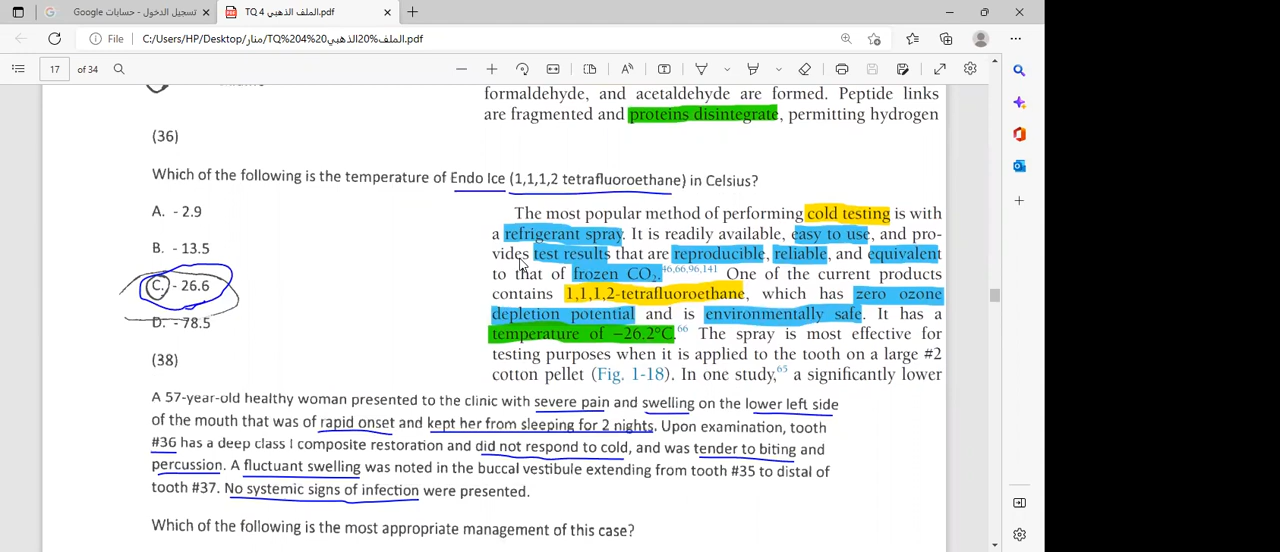 تسجيل الدخول - حسابات Google
TQ 4 الملف الذهبي.pdf
File
C:/Users/HP/Desktop/منار/TQ%204%20الملف%20الذهبي.pdf
17 of 34
formaldehyde, and acetaldehyde are formed. Peptide links
are fragmented and proteins disintegrate, permitting hydrogen
(36)
Which of the following is the temperature of Endo Ice (1,1,1,2 tetrafluoroethane) in Celsius?
A. - 2.9
B. - 13.5
C. - 26.6
D. - 78.5
The most popular method of performing cold testing is with
a refrigerant spray. It is readily available, easy to use, and pro-
vides test results that are reproducible, reliable, and equivalent
to that of frozen CO2.46,66,96,141 One of the current products
contains 1,1,1,2-tetrafluoroethane, which has zero ozone
depletion potential and is environmentally safe. It has a
temperature of −26.2°C.66 The spray is most effective for
testing purposes when it is applied to the tooth on a large #2
cotton pellet (Fig. 1-18). In one study,65 a significantly lower
(38)
A 57-year-old healthy woman presented to the clinic with severe pain and swelling on the lower left side
of the mouth that was of rapid onset and kept her from sleeping for 2 nights. Upon examination, tooth
#36 has a deep class I composite restoration and did not respond to cold, and was tender to biting and
percussion. A fluctuant swelling was noted in the buccal vestibule extending from tooth #35 to distal of
tooth #37. No systemic signs of infection were presented.
Which of the following is the most appropriate management of this case?